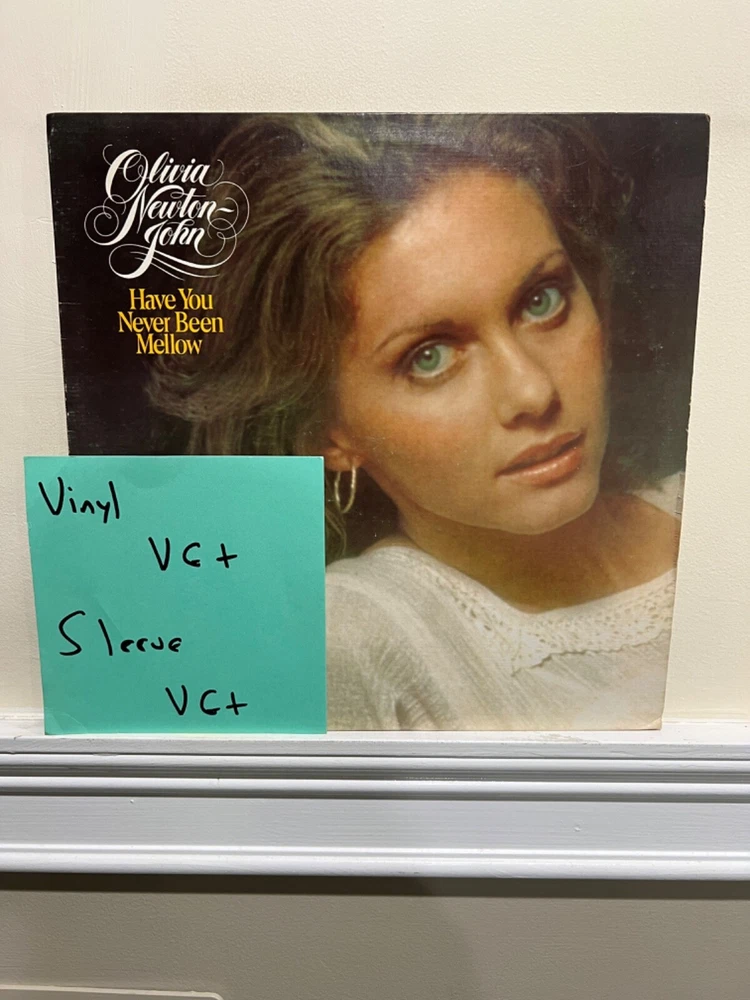 Olivia
Newton-
John
Have You
Never Been
Mellow
Vinyl
VG+
Sleeve
VG+